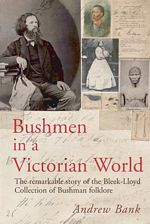 Bushmen
in a
Victorian World
The remarkable story of the Bleek-Lloyd
Collection of Bushman folklore
Andrew Bank